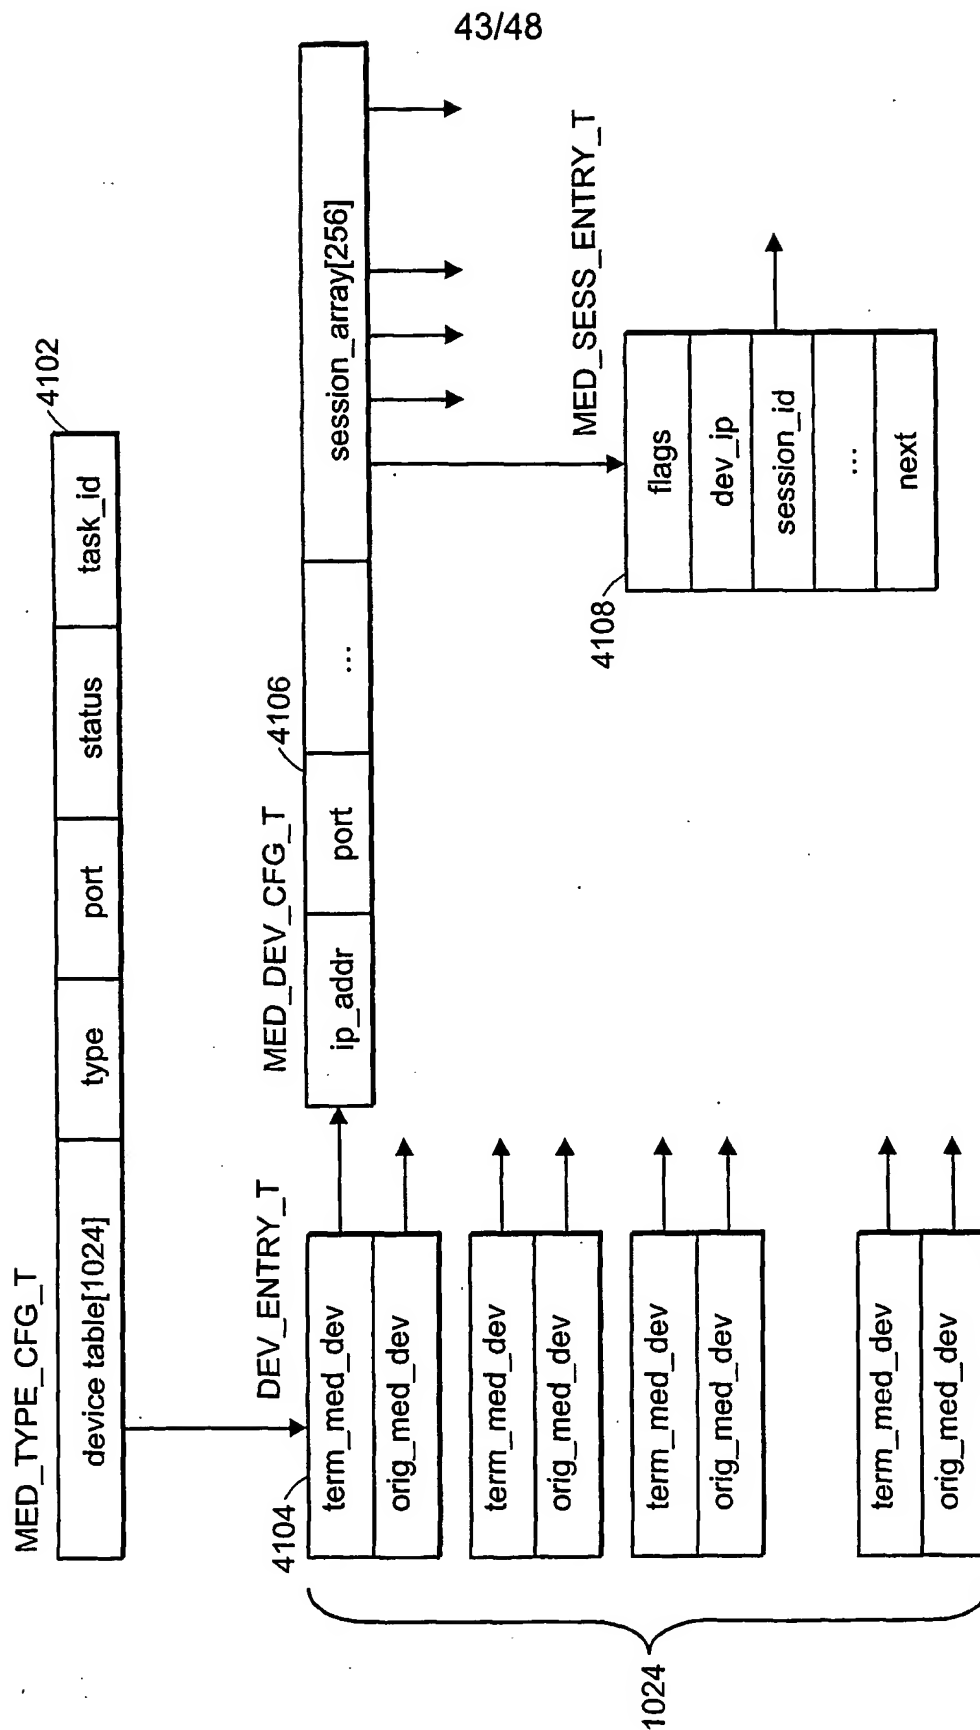 43/48
MED_TYPE_CFG_T
device table[1024]
type
port
status
task_id
4102
DEV_ENTRY_T
4104
term_med_dev
orig_med_dev
term_med_dev
orig_med_dev
term_med_dev
orig_med_dev
term_med_dev
orig_med_dev
1024
MED_DEV_CFG_T
4106
ip_addr
port
...
session_array[256]
MED_SESS_ENTRY_T
4108
flags
dev_ip
session_id
...
next